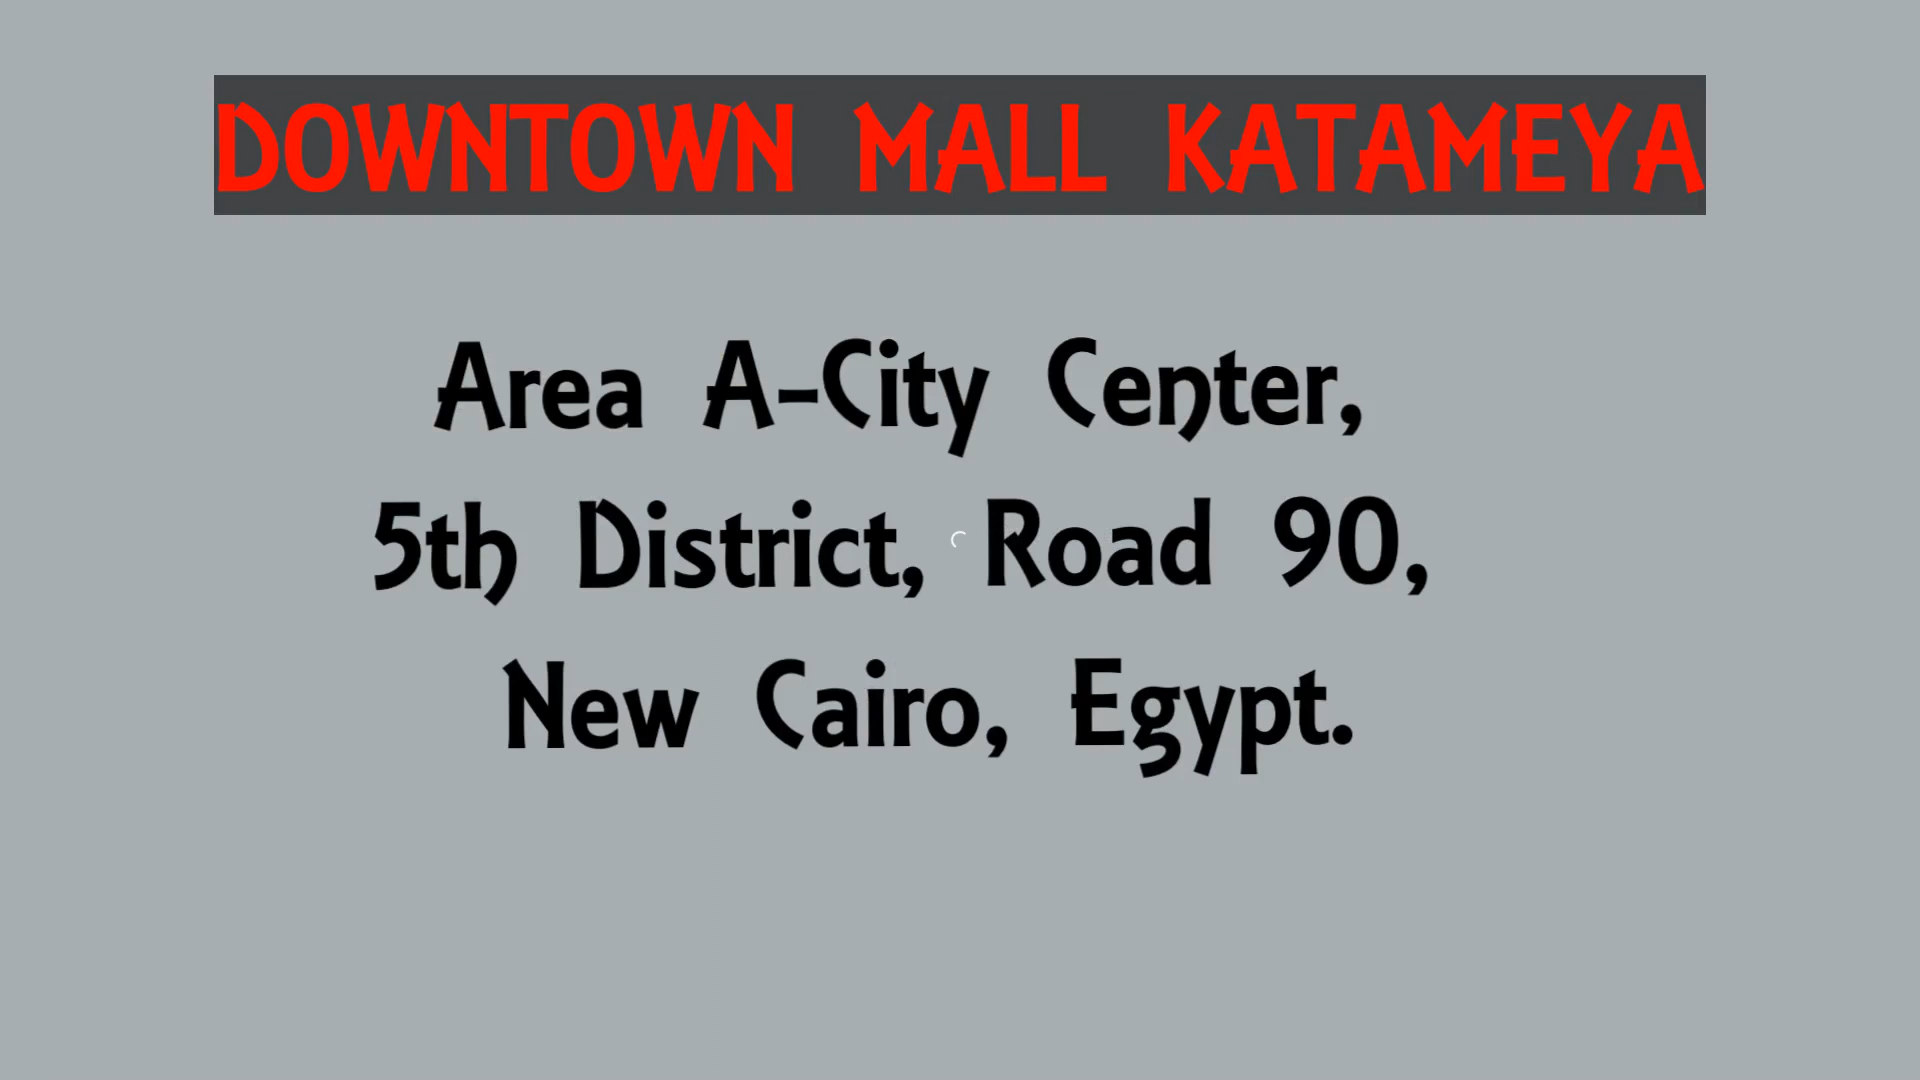 DOWNTOWN MALL KATAMEYA
Area A-City Center,
5th District, Road 90,
New Cairo, Egypt.